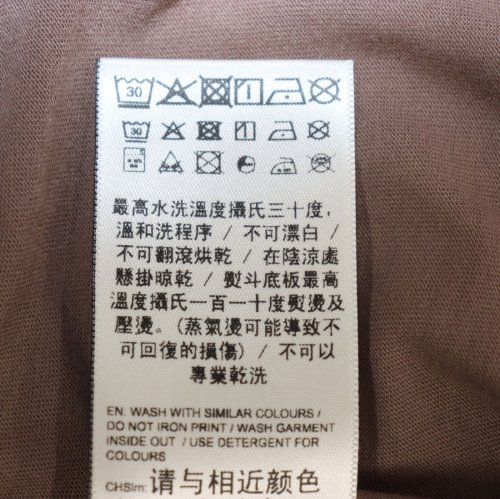 30
30
最高水洗溫度攝氏三十度,
溫和洗程序 / 不可漂白 /
不可翻滾烘乾 / 在陰涼處
懸掛晾乾 / 熨斗底板最高
溫度攝氏一百一十度熨燙及
壓燙。(蒸氣燙可能導致不
可回復的損傷) / 不可以
專業乾洗
EN: WASH WITH SIMILAR COLOURS /
DO NOT IRON PRINT / WASH GARMENT
INSIDE OUT / USE DETERGENT FOR
COLOURS
CHSim: 请与相近颜色